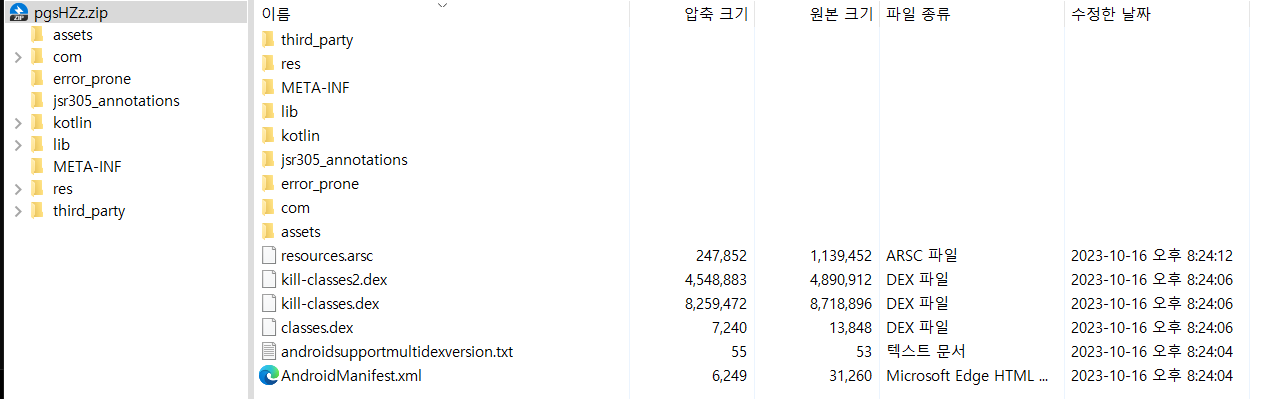 pgsHZz.zip
assets
com
error_prone
jsr305_annotations
kotlin
lib
META-INF
res
third_party
이름 압축 크기 원본 크기 파일 종류 수정한 날짜
third_party
res
META-INF
lib
kotlin
jsr305_annotations
error_prone
com
assets
resources.arsc 247,852 1,139,452 ARSC 파일 2023-10-16 오후 8:24:12
kill-classes2.dex 4,548,883 4,890,912 DEX 파일 2023-10-16 오후 8:24:06
kill-classes.dex 8,259,472 8,718,896 DEX 파일 2023-10-16 오후 8:24:06
classes.dex 7,240 13,848 DEX 파일 2023-10-16 오후 8:24:06
androidsupportmultidexversion.txt 55 53 텍스트 문서 2023-10-16 오후 8:24:04
AndroidManifest.xml 6,249 31,260 Microsoft Edge HTML ... 2023-10-16 오후 8:24:04